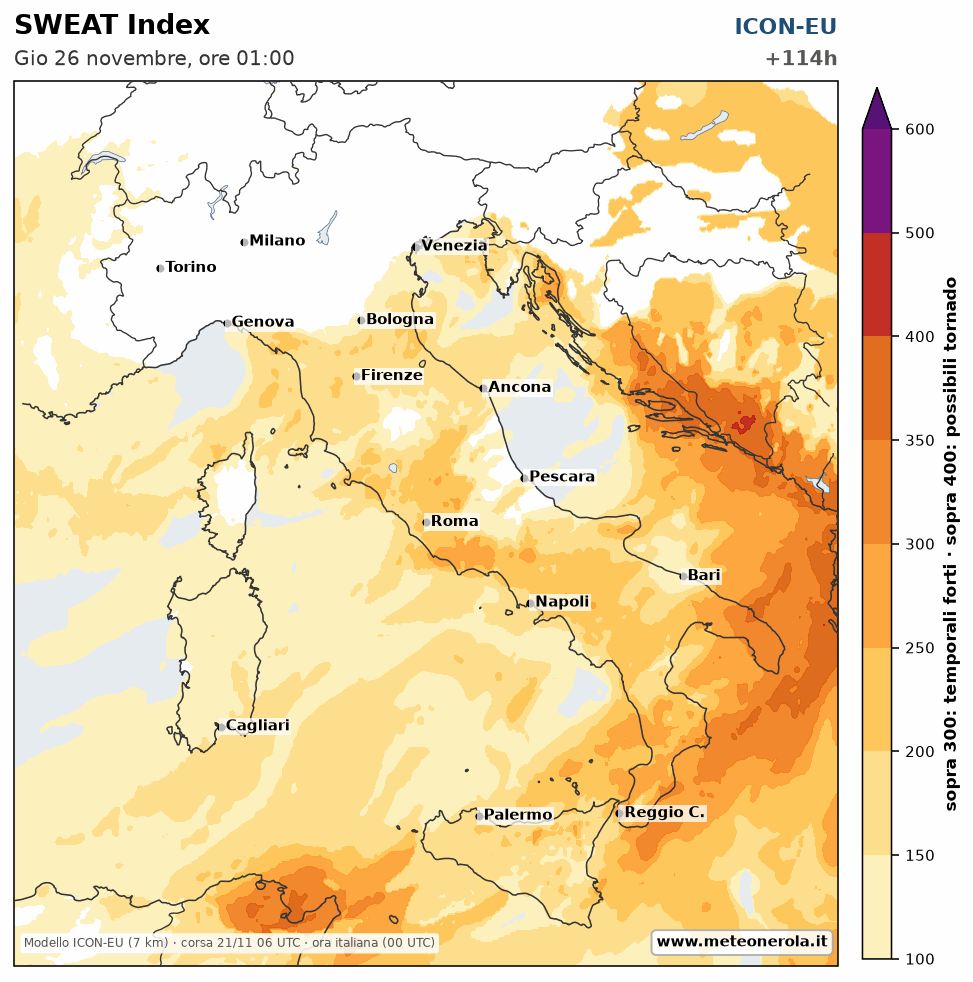 SWEAT Index
ICON-EU
Gio 26 novembre, ore 01:00
+114h
Milano
Venezia
Torino
Genova
Bologna
Firenze
Ancona
Pescara
Roma
Bari
Napoli
Cagliari
Palermo
Reggio C.
600
500
400
350
300
250
200
150
100
sopra 300: temporali forti · sopra 400: possibili tornado
Modello ICON-EU (7 km) · corsa 21/11 06 UTC · ora italiana (00 UTC)
www.meteonerola.it